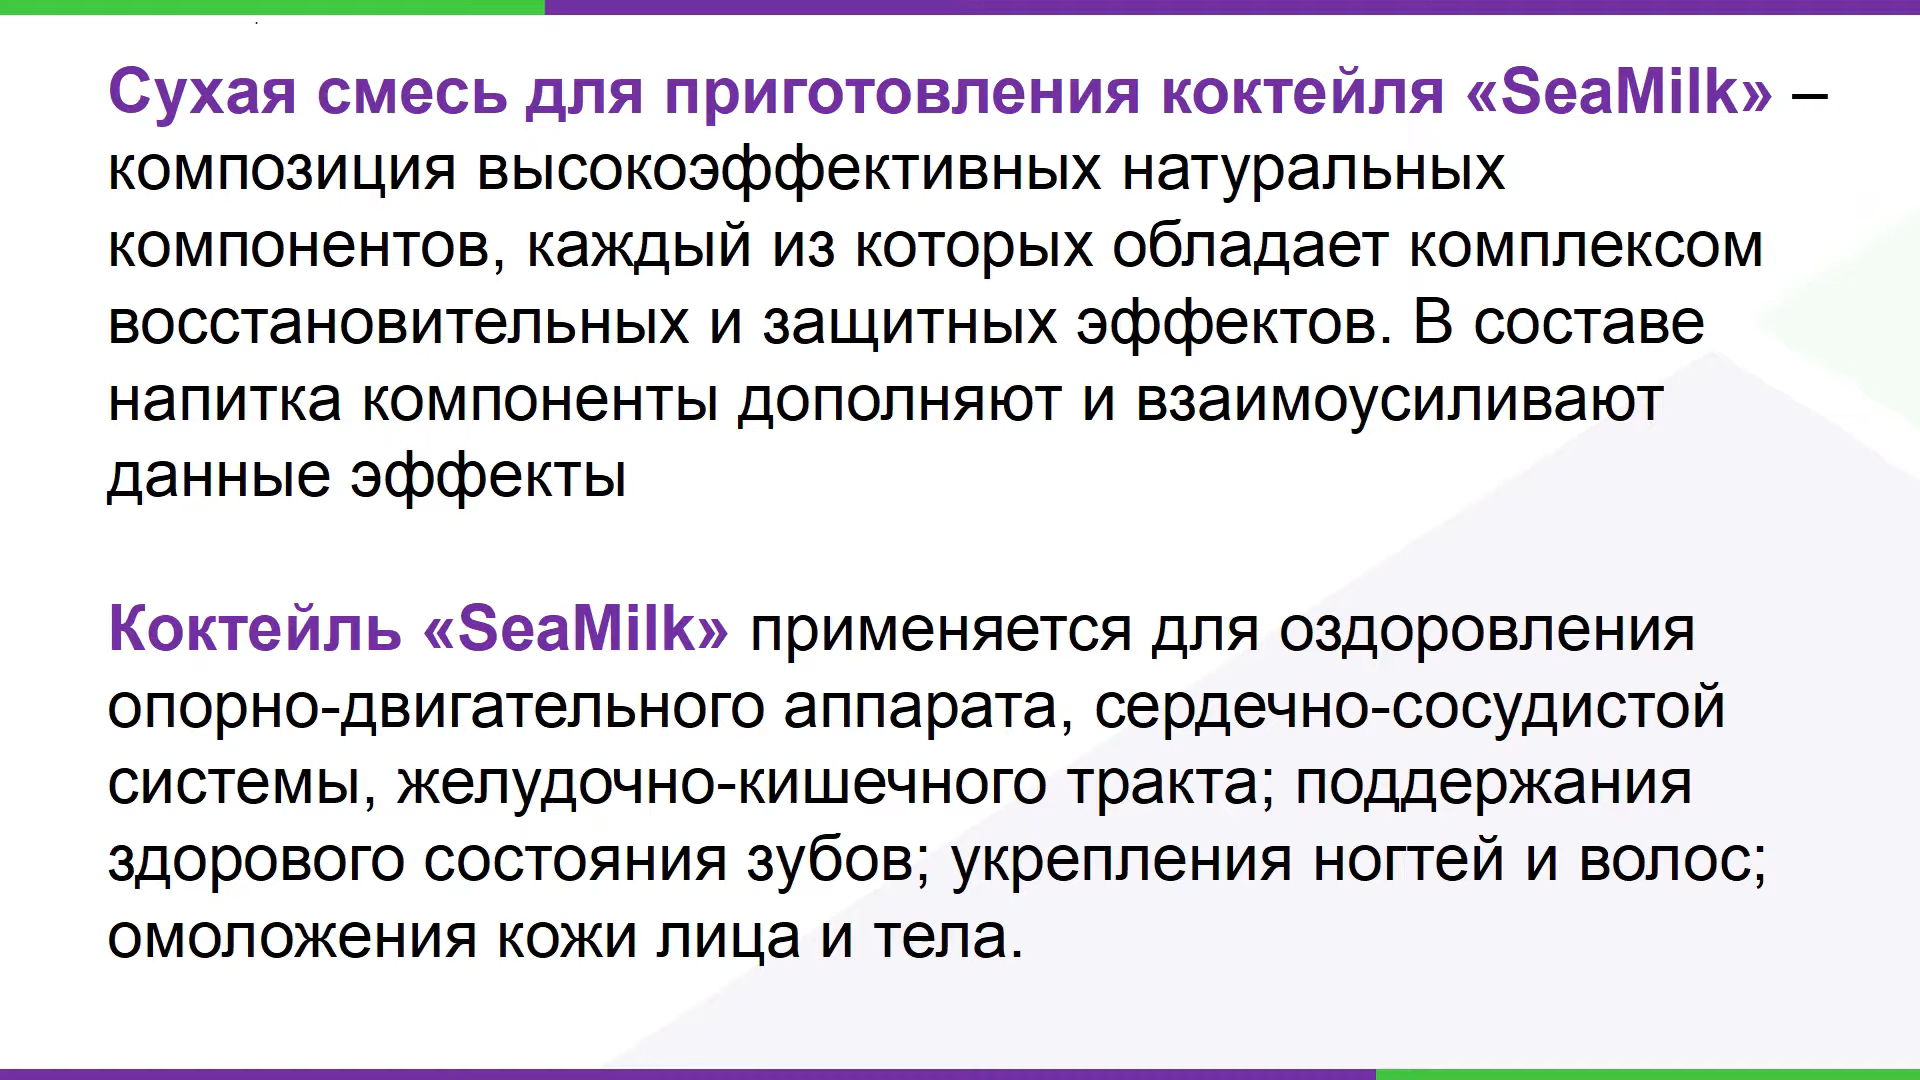 Сухая смесь для приготовления коктейля «SeaMilk» –
композиция высокоэффективных натуральных
компонентов, каждый из которых обладает комплексом
восстановительных и защитных эффектов. В составе
напитка компоненты дополняют и взаимоусиливают
данные эффекты
Коктейль «SeaMilk» применяется для оздоровления
опорно-двигательного аппарата, сердечно-сосудистой
системы, желудочно-кишечного тракта; поддержания
здорового состояния зубов; укрепления ногтей и волос;
омоложения кожи лица и тела.